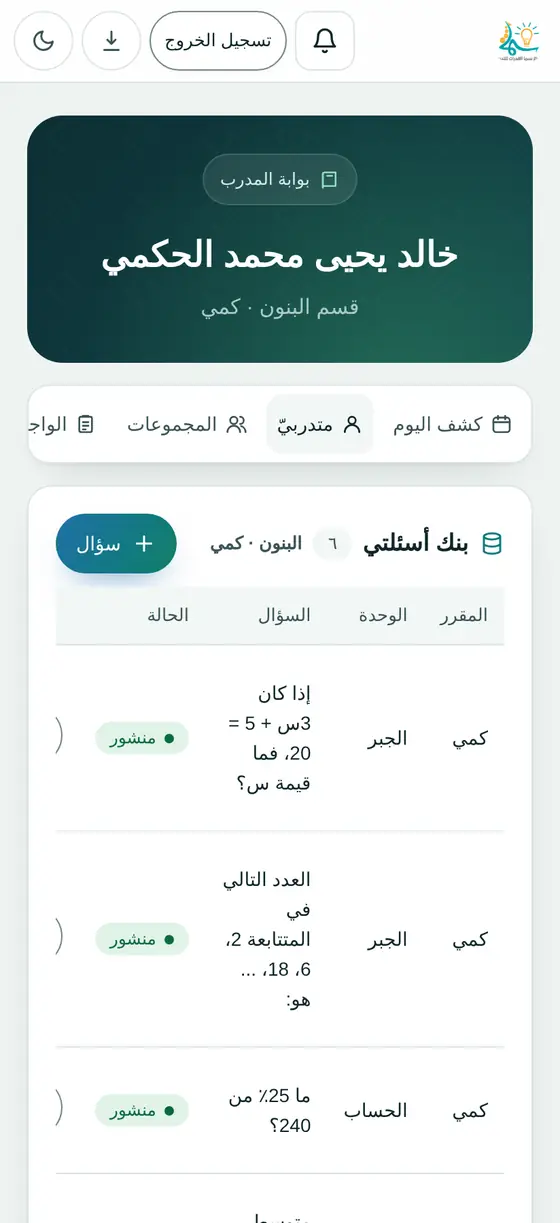 تسجيل الخروج
بوابة المدرب
خالد يحيى محمد الحكمي
قسم البنون · كمي
كشف اليوم
متدربيّ
المجموعات
بنك أسئلتي
٦
البنون · كمي
سؤال
المقرر
الوحدة
السؤال
الحالة
كمي
الجبر
إذا كان
3س + 5 =
20، فما
قيمة س؟
منشور
كمي
الجبر
العدد التالي
في
المتتابعة 2،
6، 18، ...
هو:
منشور
كمي
الحساب
ما 25٪ من
240؟
منشور